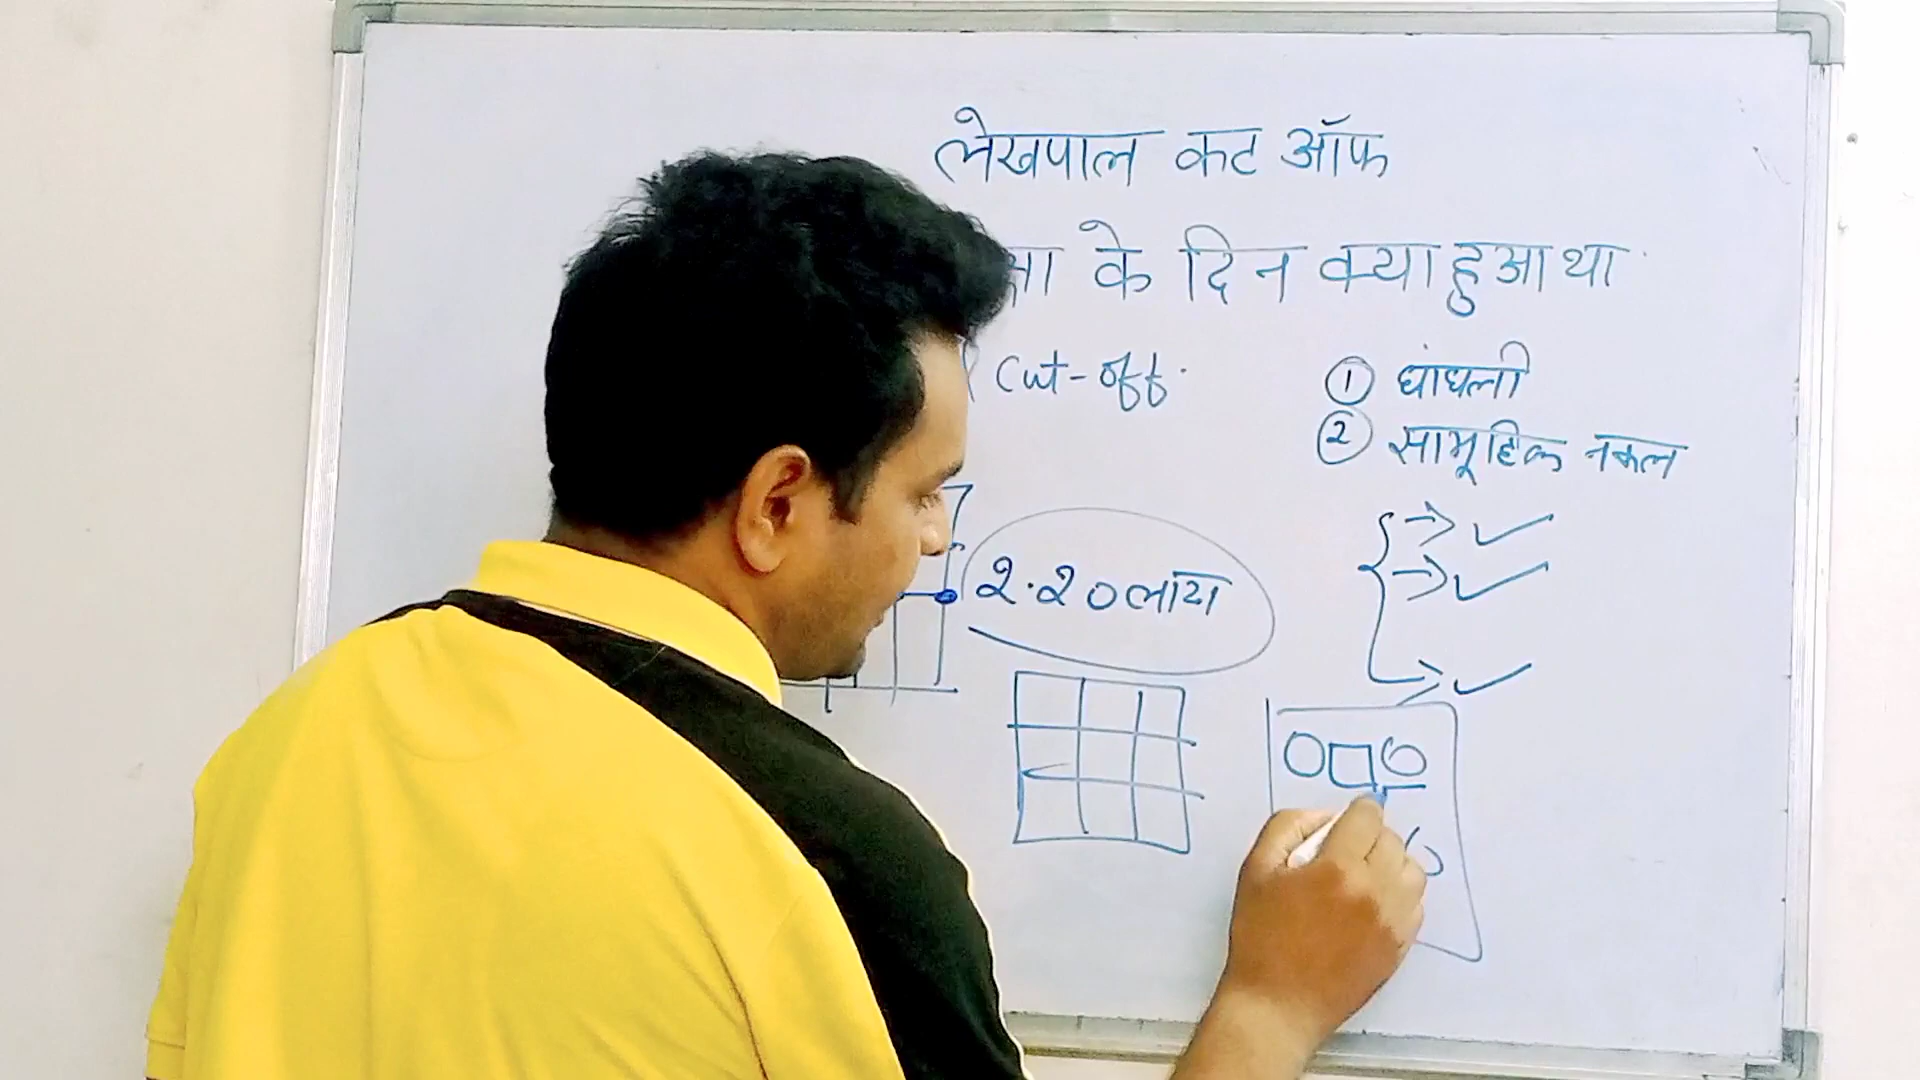 लेखपाल कट ऑफ
के दिन क्या हुआ था
cut-off.
① धांधली
② सामूहिक नकल
२.२० लाख